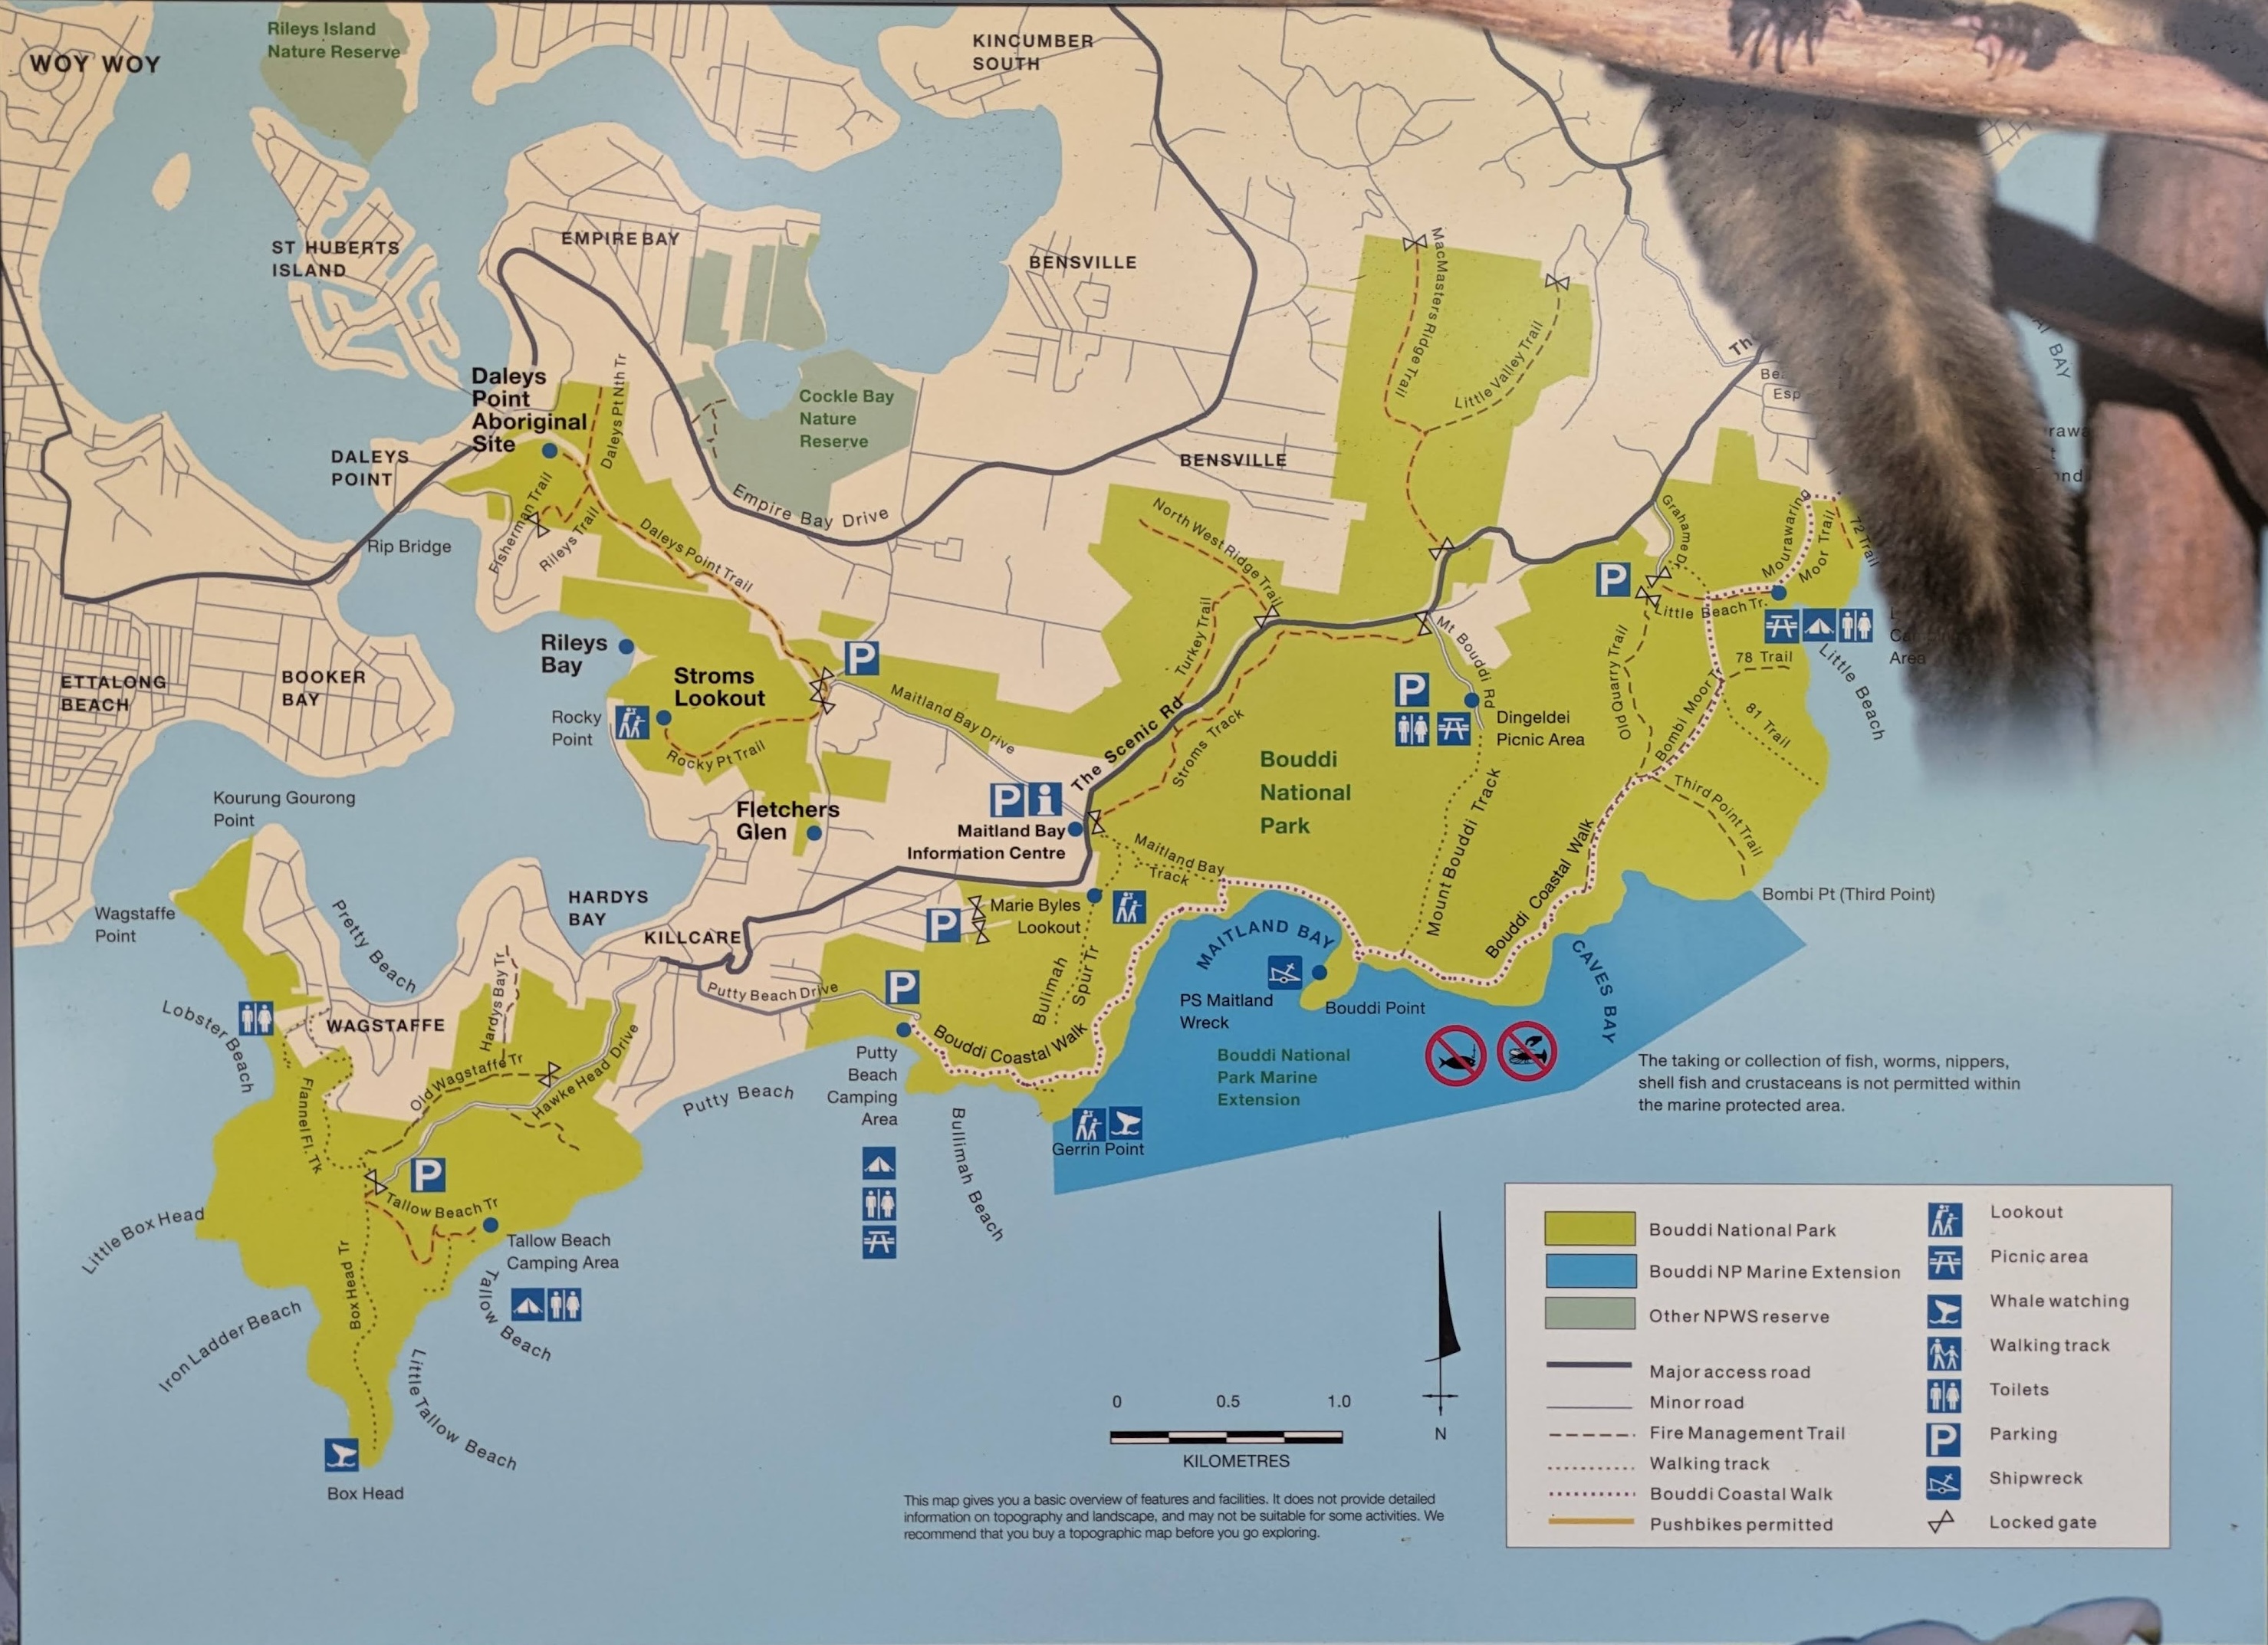 Rileys Island
Nature Reserve
WOY WOY
KINCUMBER
SOUTH
ST HUBERTS
ISLAND
EMPIRE BAY
BENSVILLE
MacMasters Ridge Trail
Little Valley Trail
Daleys
Point
Aboriginal
Site
Daleys Pt Nth Tr
Cockle Bay
Nature
Reserve
DALEYS
POINT
BENSVILLE
Empire Bay Drive
Rip Bridge
Fisherman Trail
Rileys Trail
Daleys Point Trail
North West Ridge Trail
Turkey Trail
Grahame Dr
Mourawaring
Moor Trail
72 Trail
P
Little Beach Tr.
Rileys
Bay
P
Stroms
Lookout
ETTALONG
BEACH
BOOKER
BAY
Rocky
Point
Rocky Pt Trail
Maitland Bay Drive
The Scenic Rd
Stroms Track
Mt Bouddi Rd
P
Dingeldei
Picnic Area
Old Quarry Trail
78 Trail
Area
Little Beach
Bombi Moor Tr
81 Trail
Bouddi
National
Park
Mount Bouddi Track
Third Point Trail
Kourung Gourong
Point
Fletchers
Glen
P i
Maitland Bay
Information Centre
Maitland Bay
Track
Bouddi Coastal Walk
Bombi Pt (Third Point)
Wagstaffe
Point
Pretty Beach
HARDYS
BAY
KILLCARE
P
Marie Byles
Lookout
MAITLAND BAY
CAVES BAY
Hardys Bay Tr
Putty Beach Drive
P
Bulimah
Spur Tr
PS Maitland
Wreck
Bouddi Point
Lobster Beach
WAGSTAFFE
Old Wagstaffe Tr
Hawke Head Drive
Bouddi Coastal Walk
Putty
Beach
Camping
Area
Putty Beach
Bouddi National
Park Marine
Extension
The taking or collection of fish, worms, nippers,
shell fish and crustaceans is not permitted within
the marine protected area.
Flannel Fl. Tk
Bullimah Beach
Gerrin Point
P
Tallow Beach Tr
Little Box Head
Tallow Beach
Camping Area
Box Head Tr
Tallow Beach
Iron Ladder Beach
Little Tallow Beach
Box Head
0 0.5 1.0
KILOMETRES
N
This map gives you a basic overview of features and facilities. It does not provide detailed
information on topography and landscape, and may not be suitable for some activities. We
recommend that you buy a topographic map before you go exploring.
Bouddi National Park
Bouddi NP Marine Extension
Other NPWS reserve
Major access road
Minor road
Fire Management Trail
Walking track
Bouddi Coastal Walk
Pushbikes permitted
Lookout
Picnic area
Whale watching
Walking track
Toilets
P Parking
Shipwreck
Locked gate